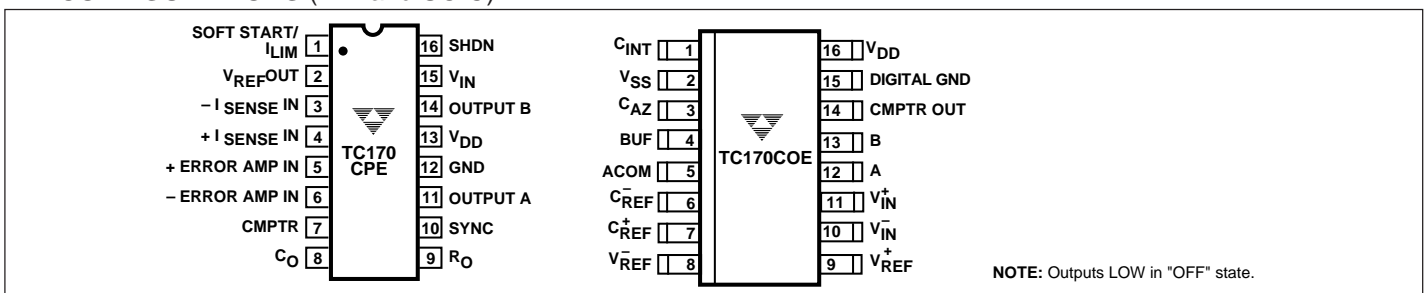 SOFT START/
I LIM 1 16 SHDN
VREFOUT 2 15 VIN
– I SENSE IN 3 14 OUTPUT B
+ I SENSE IN 4 13 VDD
+ ERROR AMP IN 5 12 GND
– ERROR AMP IN 6 11 OUTPUT A
CMPTR 7 10 SYNC
CO 8 9 RO
TC170
CPE
CINT 1 16 VDD
VSS 2 15 DIGITAL GND
CAZ 3 14 CMPTR OUT
BUF 4 13 B
ACOM 5 12 A
C–REF 6 11 V+IN
C+REF 7 10 V–IN
V–REF 8 9 V+REF
TC170COE
NOTE: Outputs LOW in "OFF" state.